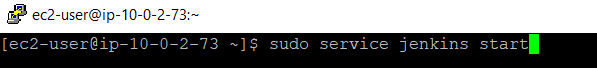 ec2-user@ip-10-0-2-73:~
[ec2-user@ip-10-0-2-73 ~]$ sudo service jenkins start